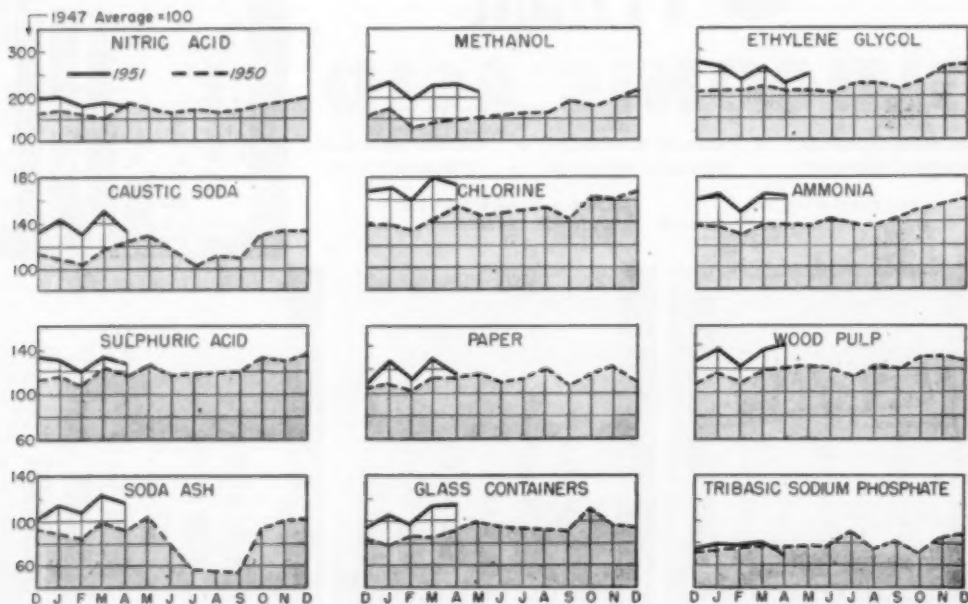 1947 Average = 100
NITRIC ACID
METHANOL
ETHYLENE GLYCOL
300
200
100
1951
1950
CAUSTIC SODA
CHLORINE
AMMONIA
180
140
100
SULPHURIC ACID
PAPER
WOOD PULP
140
100
60
SODA ASH
GLASS CONTAINERS
TRIBASIC SODIUM PHOSPHATE
140
100
60
D J F M A M J J A S O N D
D J F M A M J J A S O N D
D J F M A M J J A S O N D